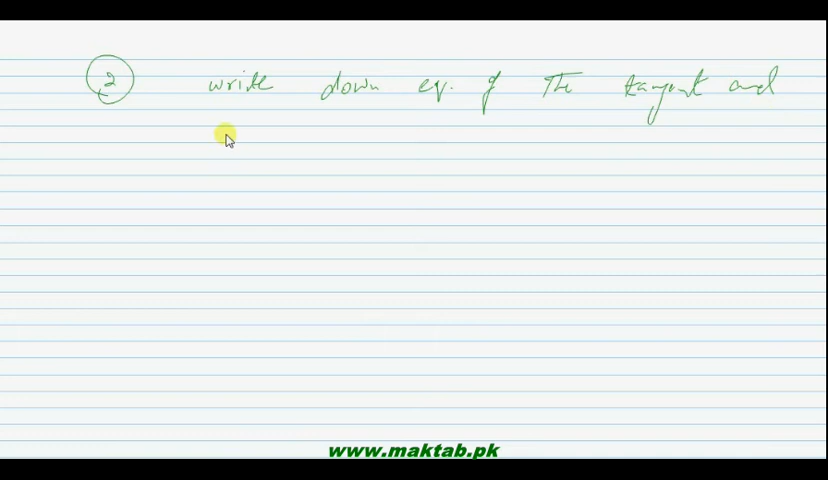 2 write down eq. of the tangent and
www.maktab.pk